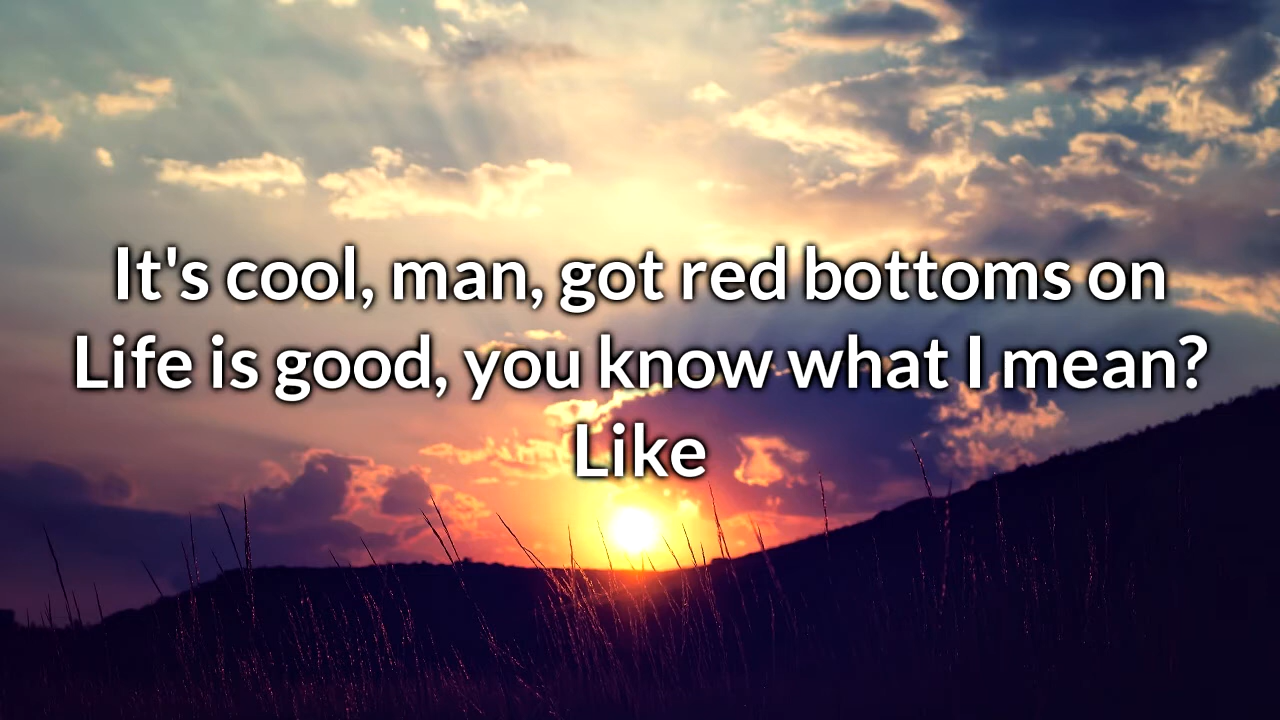 It's cool, man, got red bottoms on
Life is good, you know what I mean?
Like